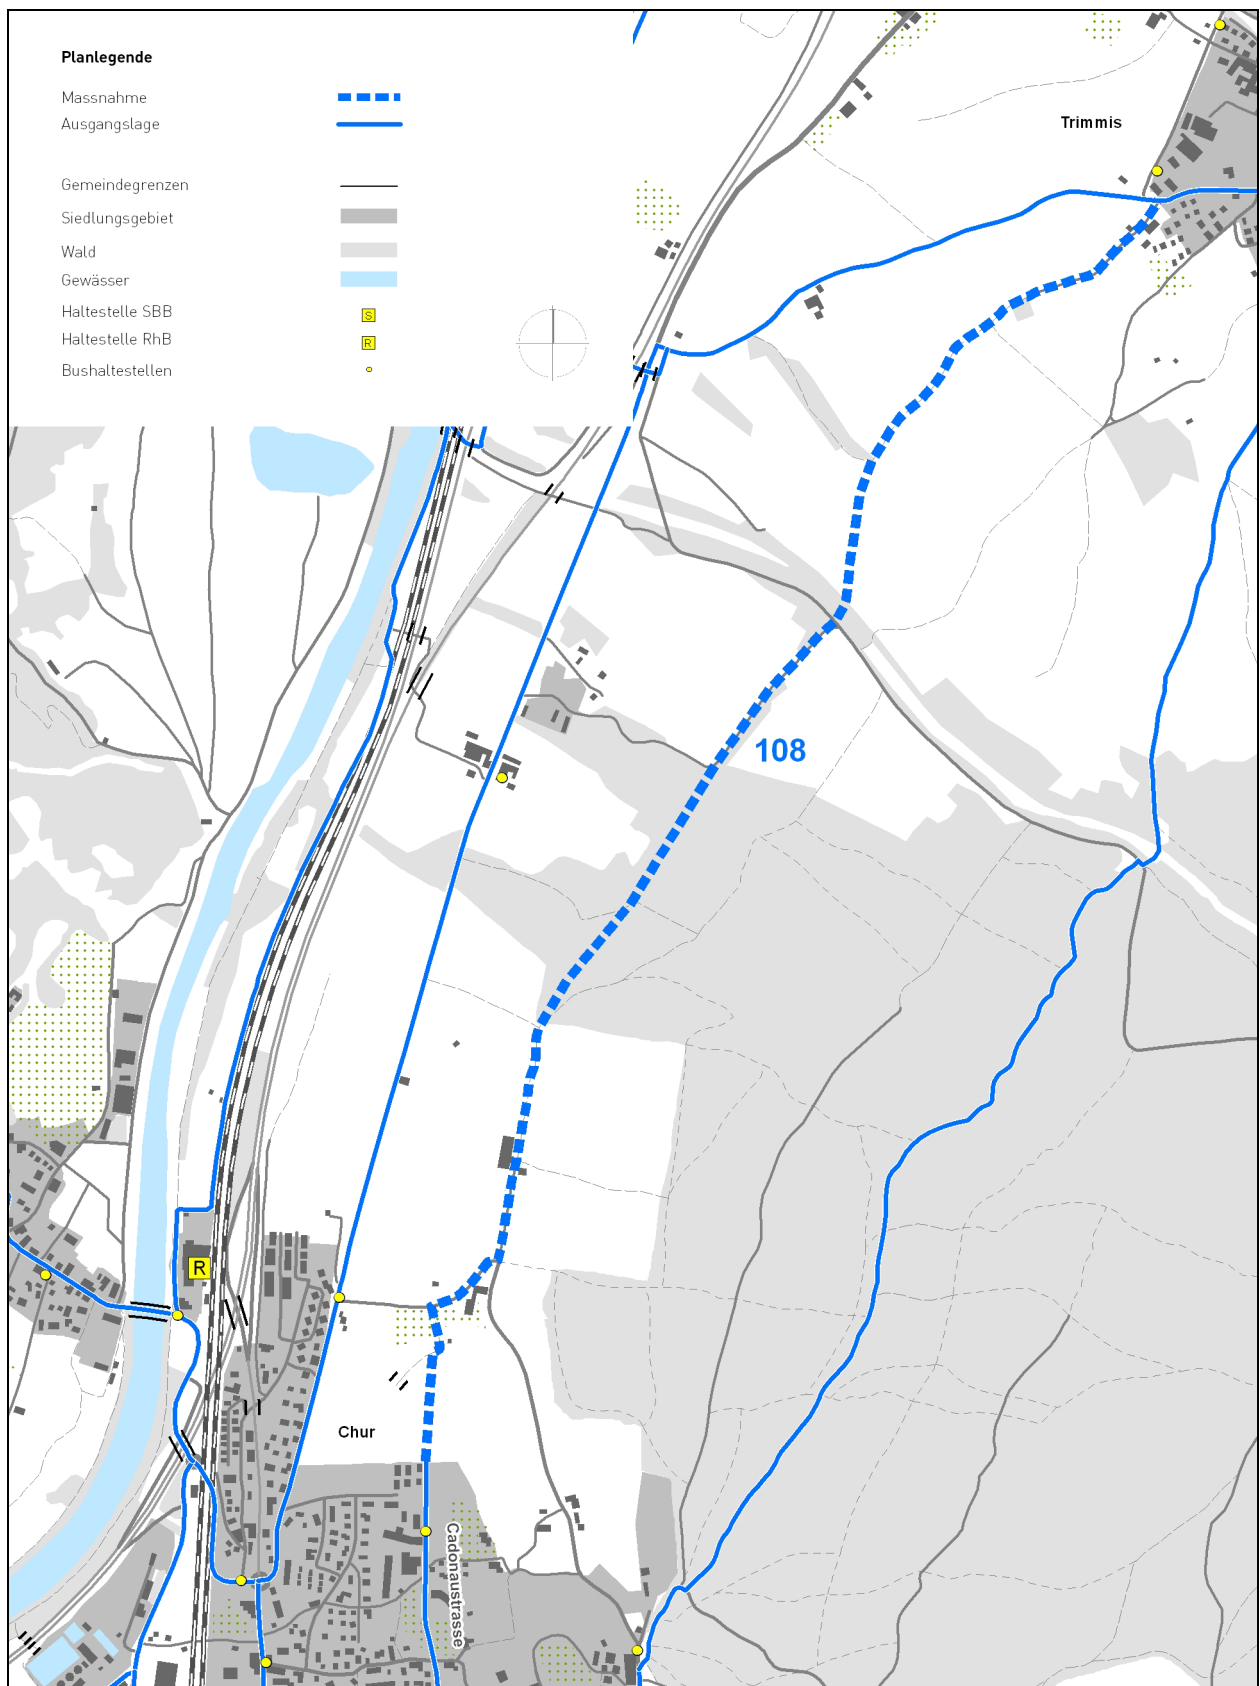 Planlegende
Massnahme
Ausgangslage
Gemeindegrenzen
Siedlungsgebiet
Wald
Gewässer
Haltestelle SBB
S
Haltestelle RhB
R
Bushaltestellen
Trimmis
108
R
Chur
Cadonaustrasse